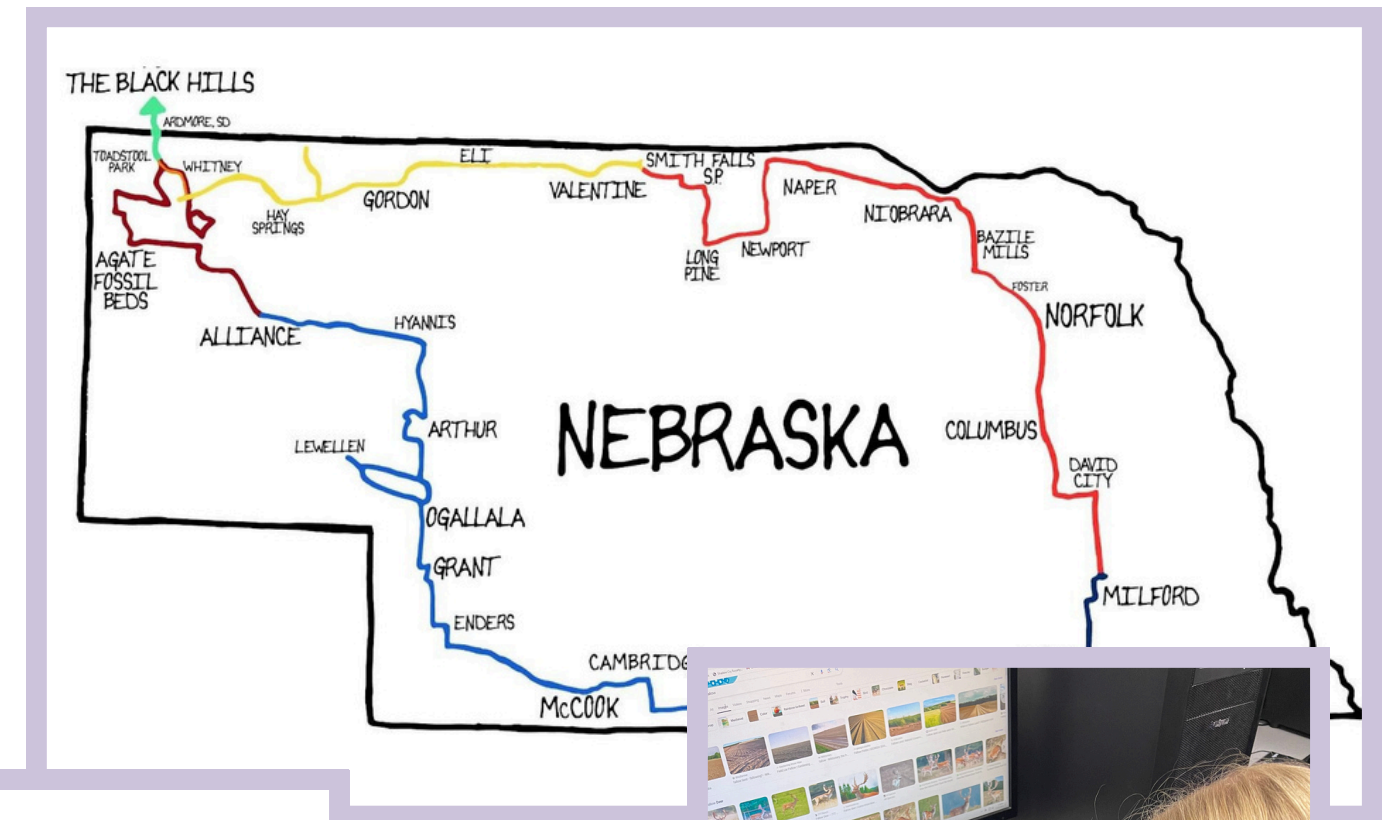 THE BLACK HILLS
ARDMORE, SD
TOADSTOOL
PARK
WHITNEY
HAY
SPRINGS
GORDON
ELI
VALENTINE
SMITH FALLS
S.P.
NAPER
NIOBRARA
LONG
PINE
NEWPORT
BAZILE
MILLS
FOSTER
NORFOLK
AGATE
FOSSIL
BEDS
ALLIANCE
HYANNIS
ARTHUR
LEWELLEN
NEBRASKA
COLUMBUS
DAVID
CITY
OGALLALA
GRANT
ENDERS
MILFORD
CAMBRIDG
McCOOK